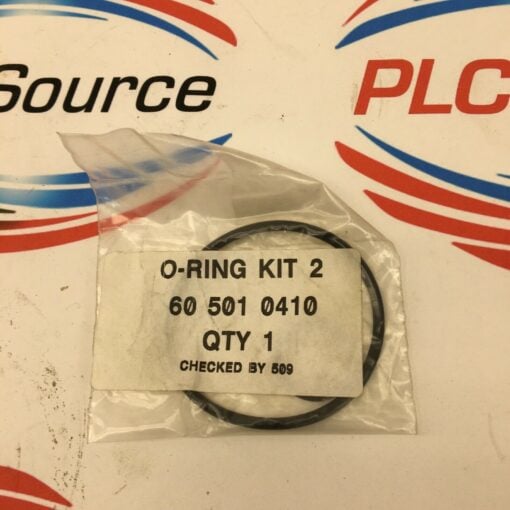 Source
PLC
O-RING KIT 2
60 501 0410
QTY 1
CHECKED BY 509